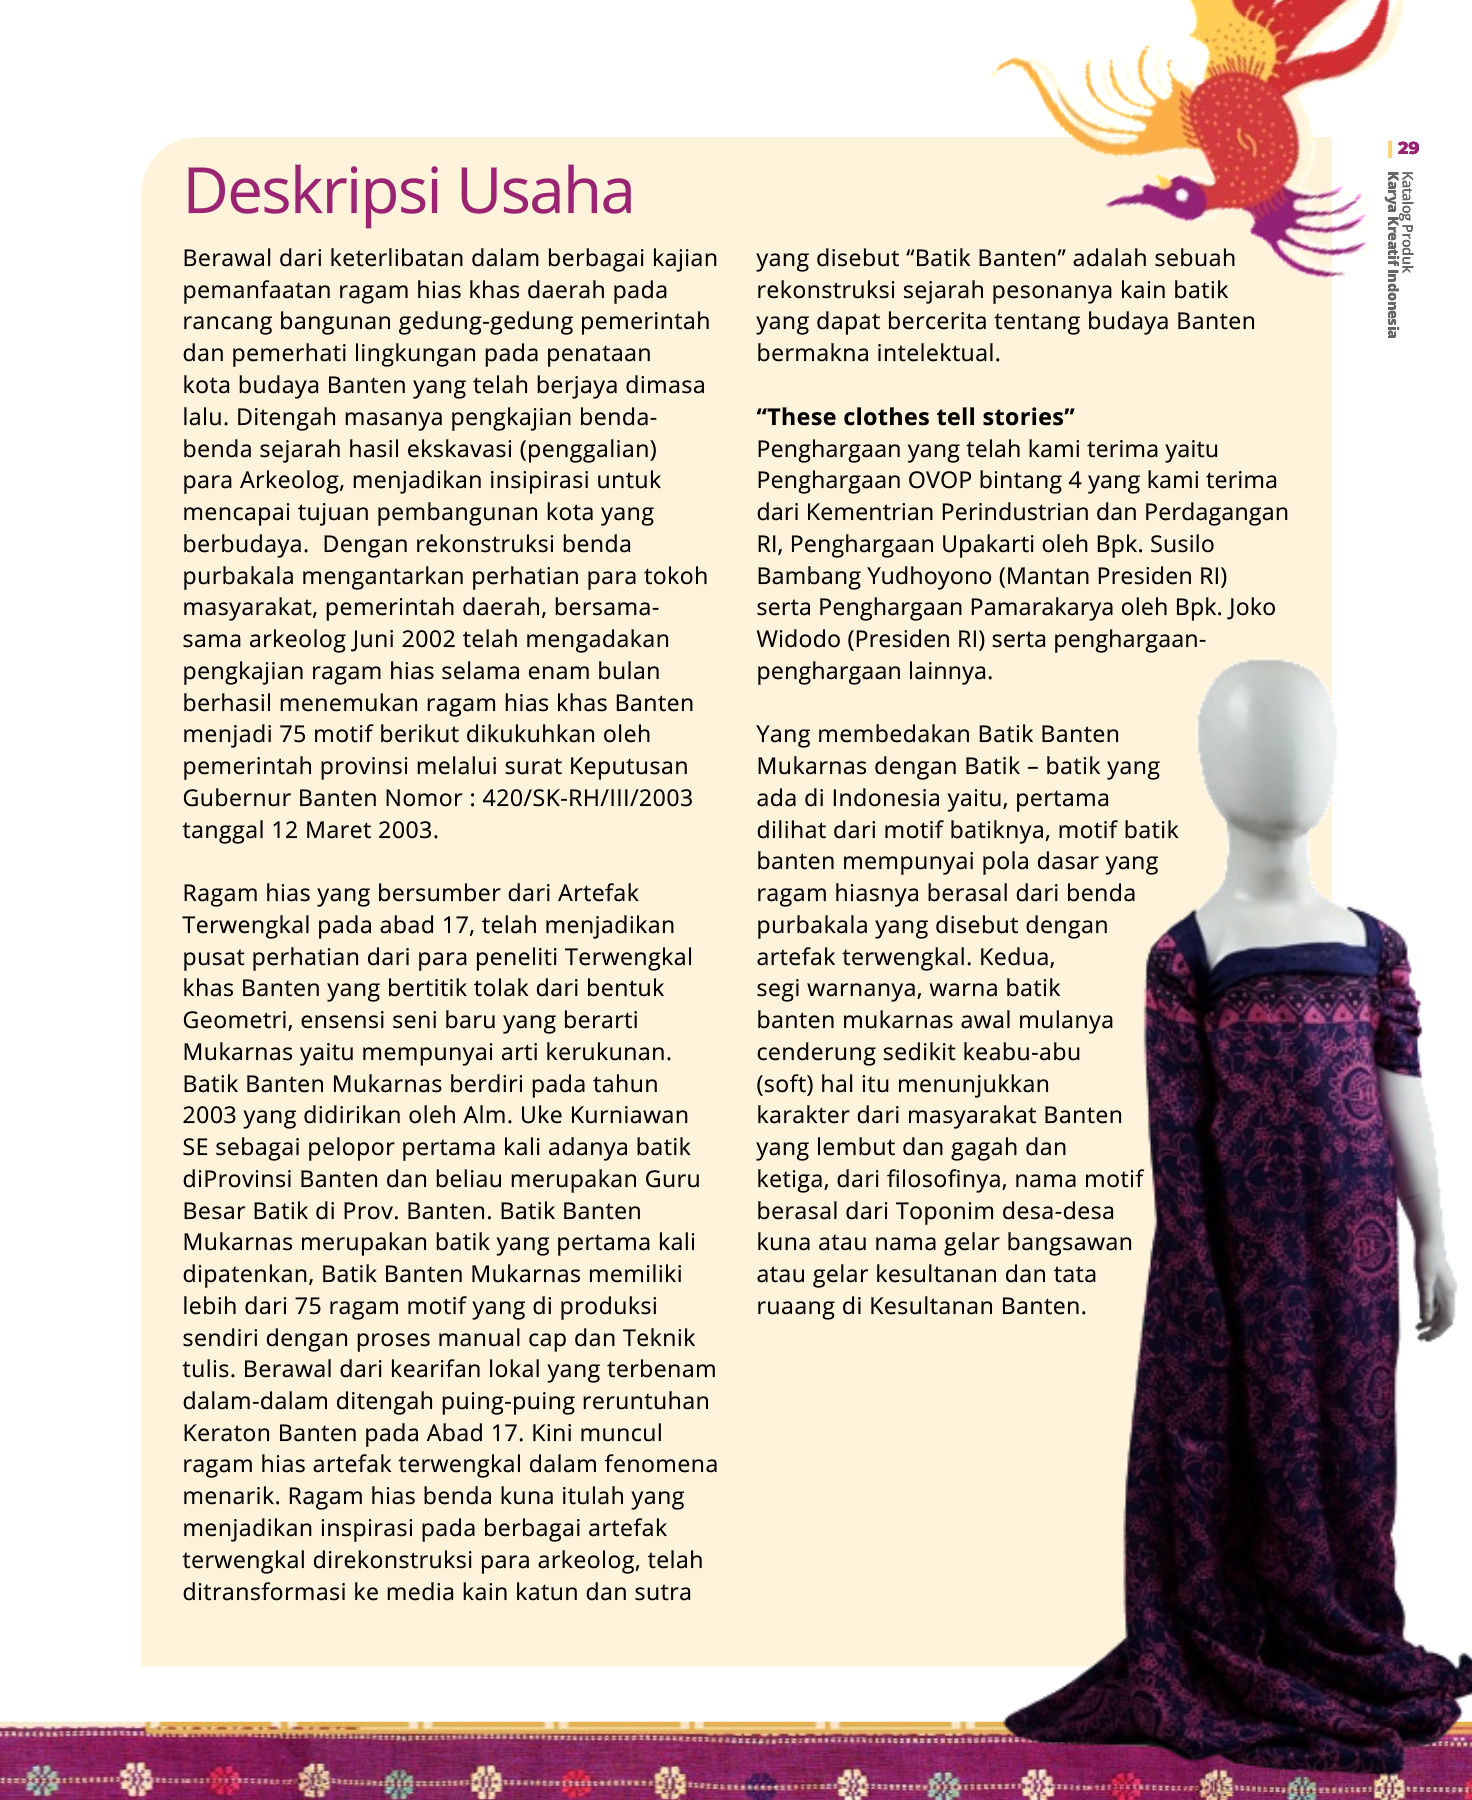 29
Katalog Produk
Karya Kreatif Indonesia
Deskripsi Usaha
Berawal dari keterlibatan dalam berbagai kajian
pemanfaatan ragam hias khas daerah pada
rancang bangunan gedung-gedung pemerintah
dan pemerhati lingkungan pada penataan
kota budaya Banten yang telah berjaya dimasa
lalu. Ditengah masanya pengkajian benda-
benda sejarah hasil ekskavasi (penggalian)
para Arkeolog, menjadikan insipirasi untuk
mencapai tujuan pembangunan kota yang
berbudaya.  Dengan rekonstruksi benda
purbakala mengantarkan perhatian para tokoh
masyarakat, pemerintah daerah, bersama-
sama arkeolog Juni 2002 telah mengadakan
pengkajian ragam hias selama enam bulan
berhasil menemukan ragam hias khas Banten
menjadi 75 motif berikut dikukuhkan oleh
pemerintah provinsi melalui surat Keputusan
Gubernur Banten Nomor : 420/SK-RH/III/2003
tanggal 12 Maret 2003.
Ragam hias yang bersumber dari Artefak
Terwengkal pada abad 17, telah menjadikan
pusat perhatian dari para peneliti Terwengkal
khas Banten yang bertitik tolak dari bentuk
Geometri, ensensi seni baru yang berarti
Mukarnas yaitu mempunyai arti kerukunan.
Batik Banten Mukarnas berdiri pada tahun
2003 yang didirikan oleh Alm. Uke Kurniawan
SE sebagai pelopor pertama kali adanya batik
diProvinsi Banten dan beliau merupakan Guru
Besar Batik di Prov. Banten. Batik Banten
Mukarnas merupakan batik yang pertama kali
dipatenkan, Batik Banten Mukarnas memiliki
lebih dari 75 ragam motif yang di produksi
sendiri dengan proses manual cap dan Teknik
tulis. Berawal dari kearifan lokal yang terbenam
dalam-dalam ditengah puing-puing reruntuhan
Keraton Banten pada Abad 17. Kini muncul
ragam hias artefak terwengkal dalam fenomena
menarik. Ragam hias benda kuna itulah yang
menjadikan inspirasi pada berbagai artefak
terwengkal direkonstruksi para arkeolog, telah
ditransformasi ke media kain katun dan sutra
yang disebut “Batik Banten” adalah sebuah
rekonstruksi sejarah pesonanya kain batik
yang dapat bercerita tentang budaya Banten
bermakna intelektual.
“These clothes tell stories”
Penghargaan yang telah kami terima yaitu
Penghargaan OVOP bintang 4 yang kami terima
dari Kementrian Perindustrian dan Perdagangan
RI, Penghargaan Upakarti oleh Bpk. Susilo
Bambang Yudhoyono (Mantan Presiden RI)
serta Penghargaan Pamarakarya oleh Bpk. Joko
Widodo (Presiden RI) serta penghargaan-
penghargaan lainnya.
Yang membedakan Batik Banten
Mukarnas dengan Batik – batik yang
ada di Indonesia yaitu, pertama
dilihat dari motif batiknya, motif batik
banten mempunyai pola dasar yang
ragam hiasnya berasal dari benda
purbakala yang disebut dengan
artefak terwengkal. Kedua,
segi warnanya, warna batik
banten mukarnas awal mulanya
cenderung sedikit keabu-abu
(soft) hal itu menunjukkan
karakter dari masyarakat Banten
yang lembut dan gagah dan
ketiga, dari filosofinya, nama motif
berasal dari Toponim desa-desa
kuna atau nama gelar bangsawan
atau gelar kesultanan dan tata
ruaang di Kesultanan Banten.